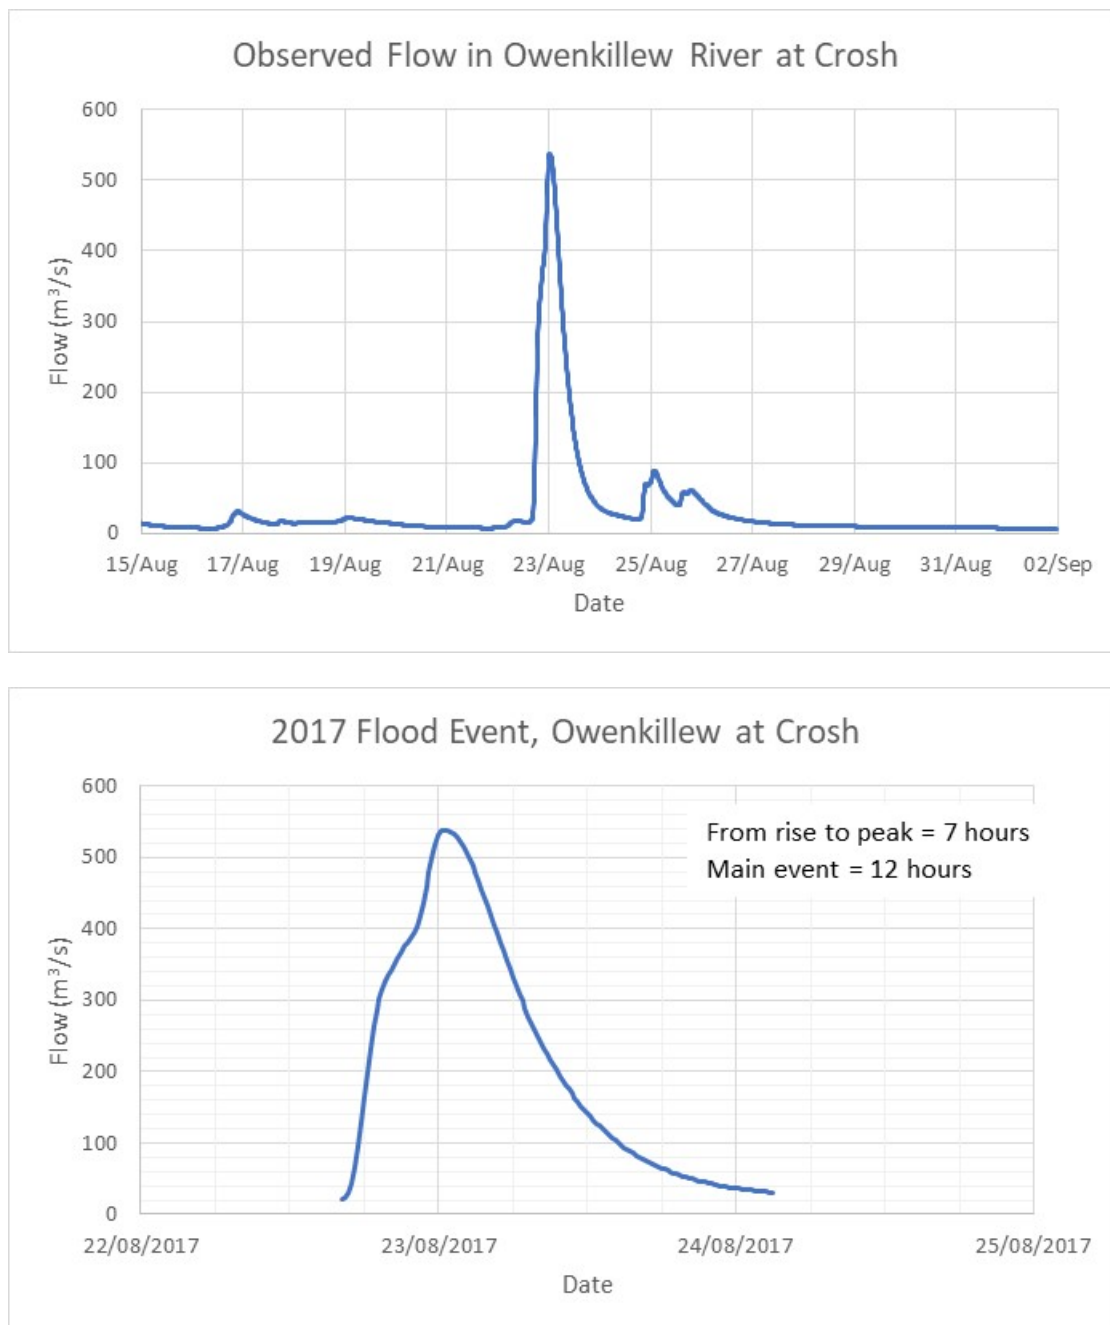 Observed Flow in Owenkillew River at Crosh
600
500
400
300
200
100
0
Flow (m³/s)
15/Aug 17/Aug 19/Aug 21/Aug 23/Aug 25/Aug 27/Aug 29/Aug 31/Aug 02/Sep
Date
2017 Flood Event, Owenkillew at Crosh
From rise to peak = 7 hours
Main event = 12 hours
600
500
400
300
200
100
0
Flow (m³/s)
22/08/2017 23/08/2017 24/08/2017 25/08/2017
Date